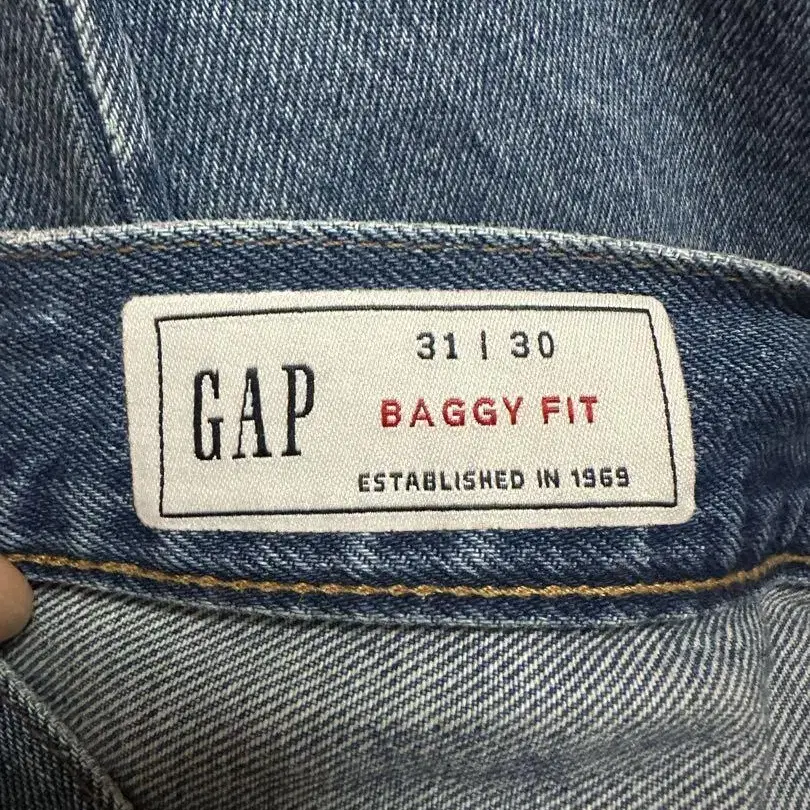 GAP
31 | 30
BAGGY FIT
ESTABLISHED IN 1969